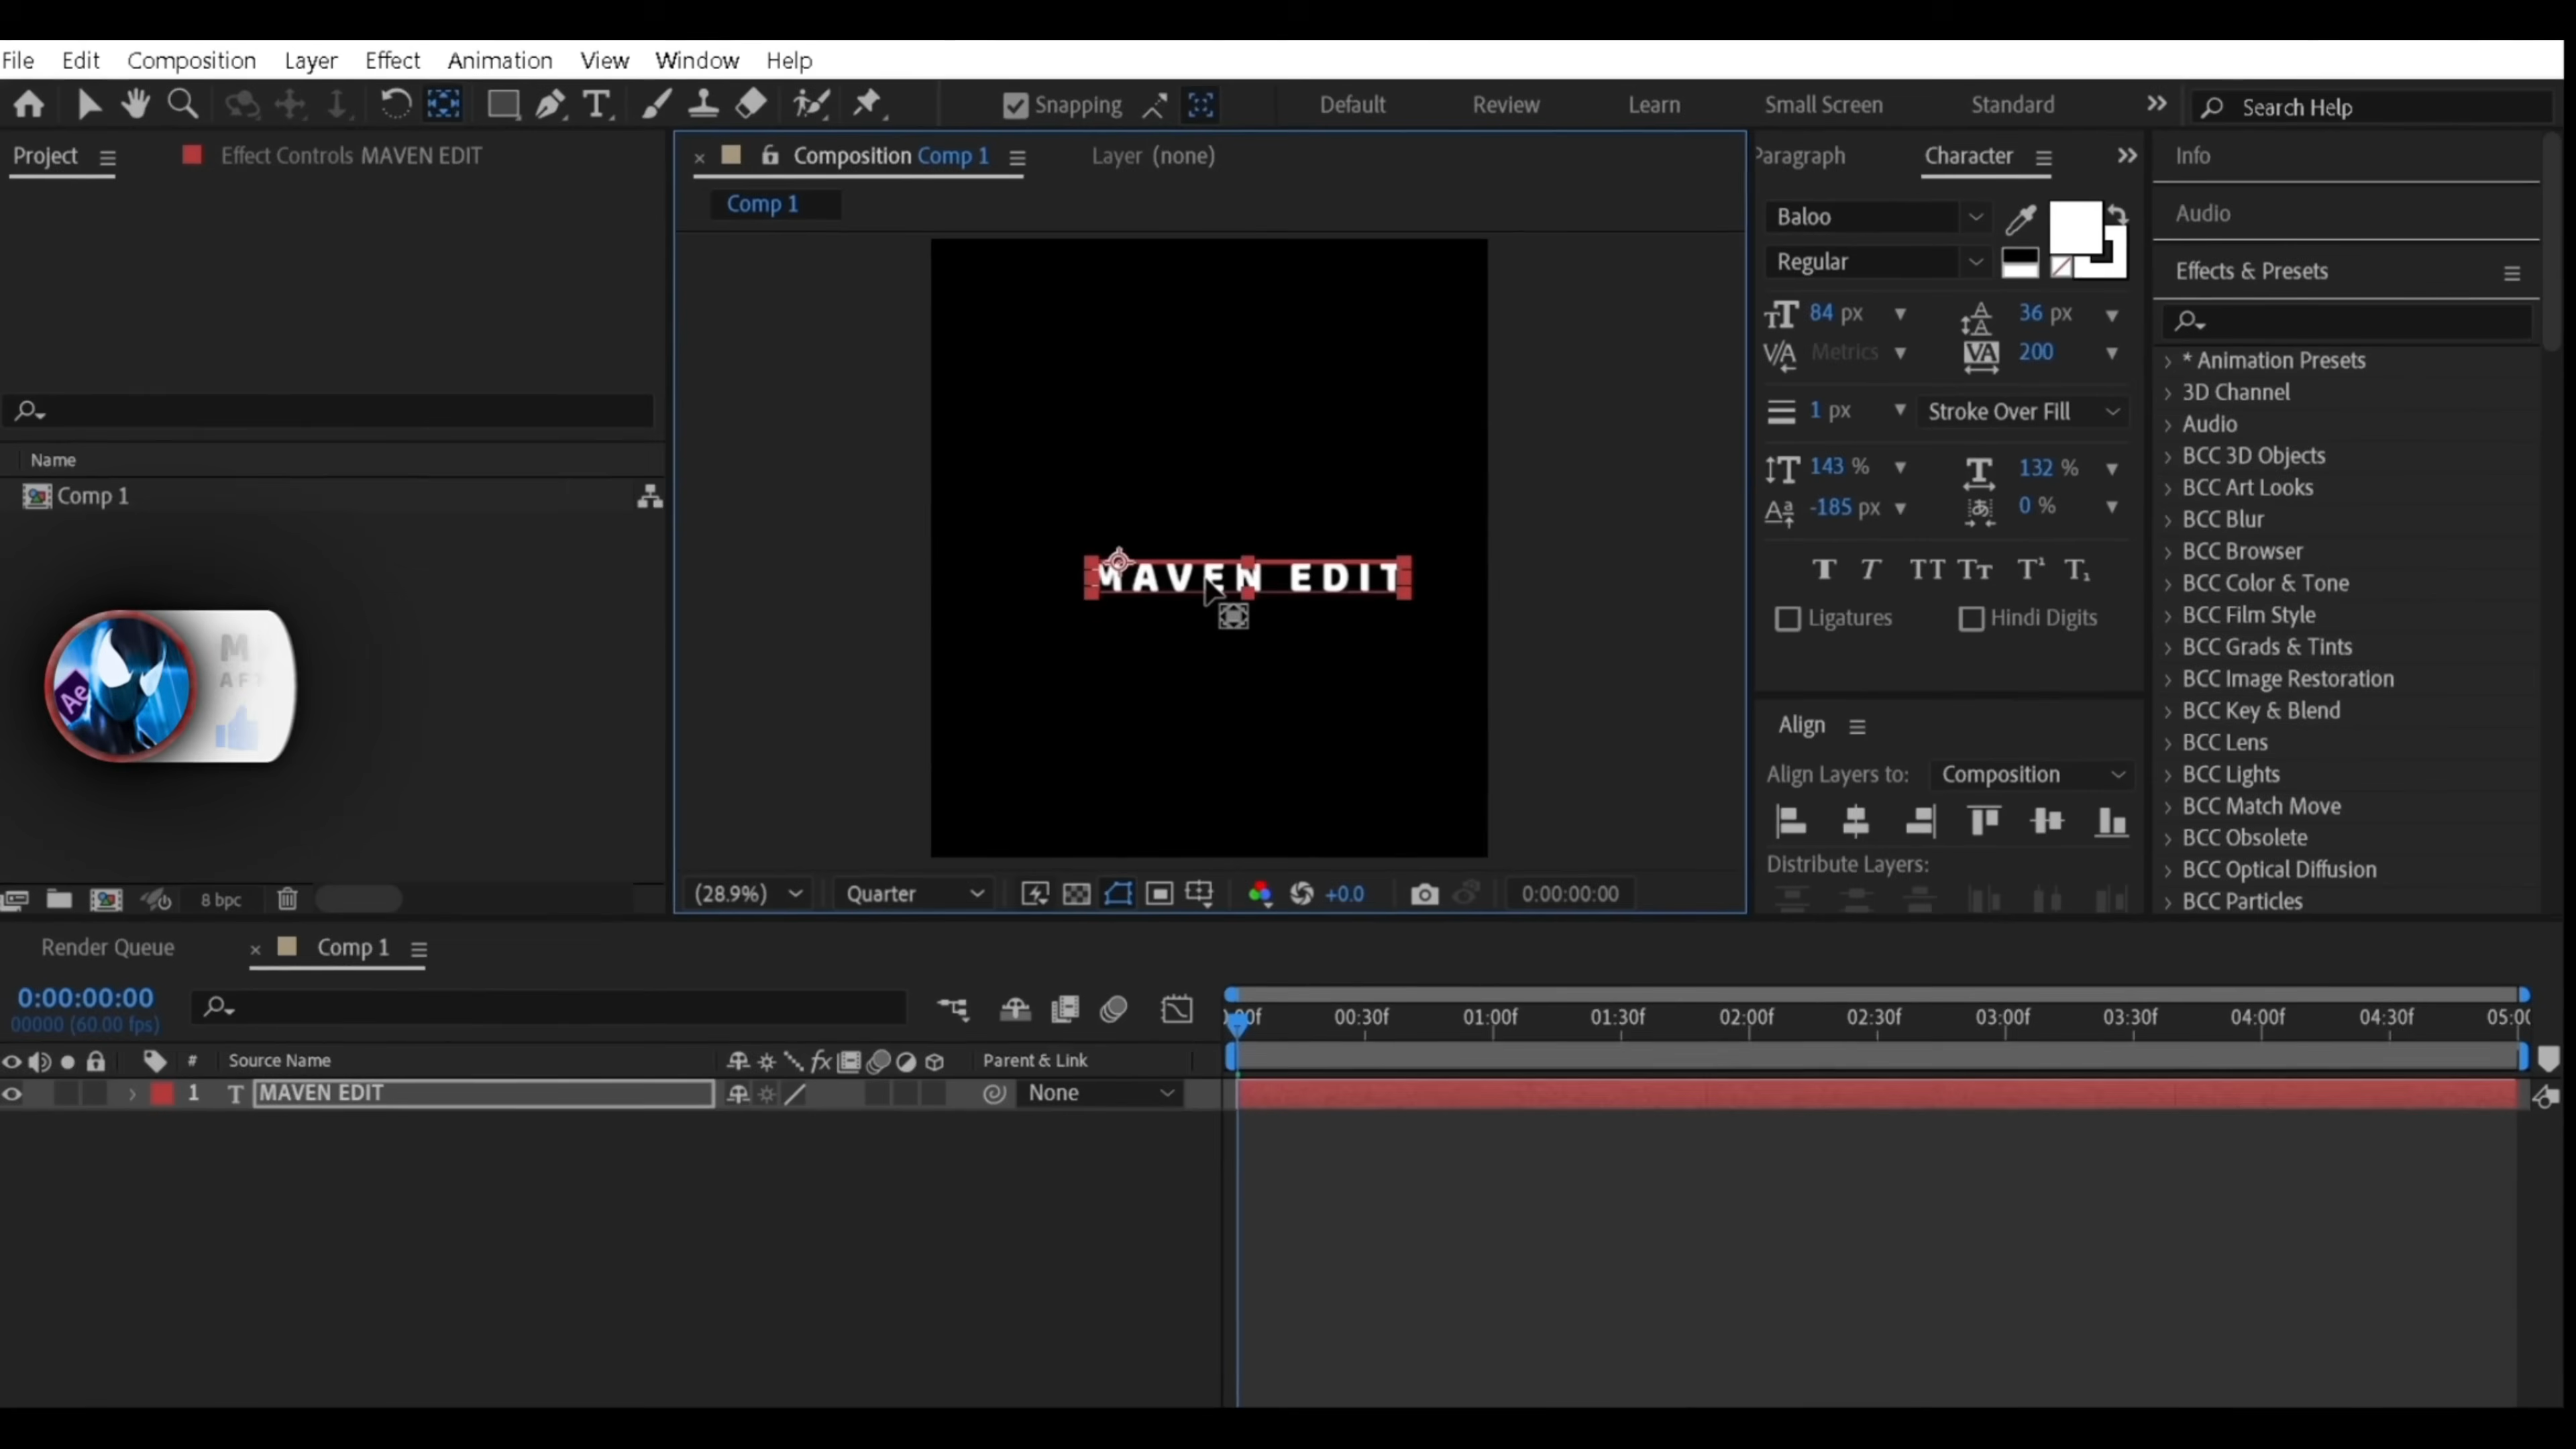 File Edit Composition Layer Effect Animation View Window Help
Snapping Default Review Learn Small Screen Standard Search Help
Project Effect Controls MAVEN EDIT
Name
Comp 1
Ae
M
8 bpc
Composition Comp 1 Layer (none)
Comp 1
MAVEN EDIT
(28.9%) Quarter +0.0 0:00:00:00
Paragraph Character
Baloo
Regular
84 px 36 px
Metrics 200
1 px Stroke Over Fill
143 % 132 %
-185 px 0 %
Ligatures Hindi Digits
Align
Align Layers to: Composition
Distribute Layers:
Info
Audio
Effects & Presets
* Animation Presets
3D Channel
Audio
BCC 3D Objects
BCC Art Looks
BCC Blur
BCC Browser
BCC Color & Tone
BCC Film Style
BCC Grads & Tints
BCC Image Restoration
BCC Key & Blend
BCC Lens
BCC Lights
BCC Match Move
BCC Obsolete
BCC Optical Diffusion
BCC Particles
Render Queue Comp 1
0:00:00:00
00000 (60.00 fps)
00:30f 01:00f 01:30f 02:00f 02:30f 03:00f 03:30f 04:00f 04:30f
# Source Name Parent & Link
1 MAVEN EDIT None